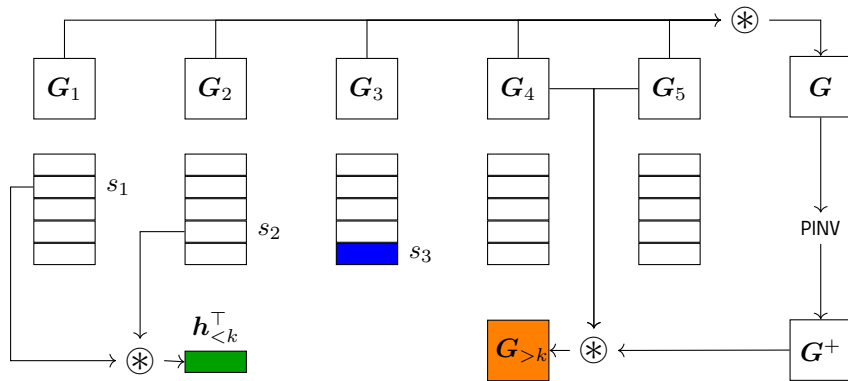 ⊛
G₁ G₂ G₃ G₄ G₅ G
s₁
s₂
PINV
s₃
h⊤<k
⊛ G>k ⊛ G⁺